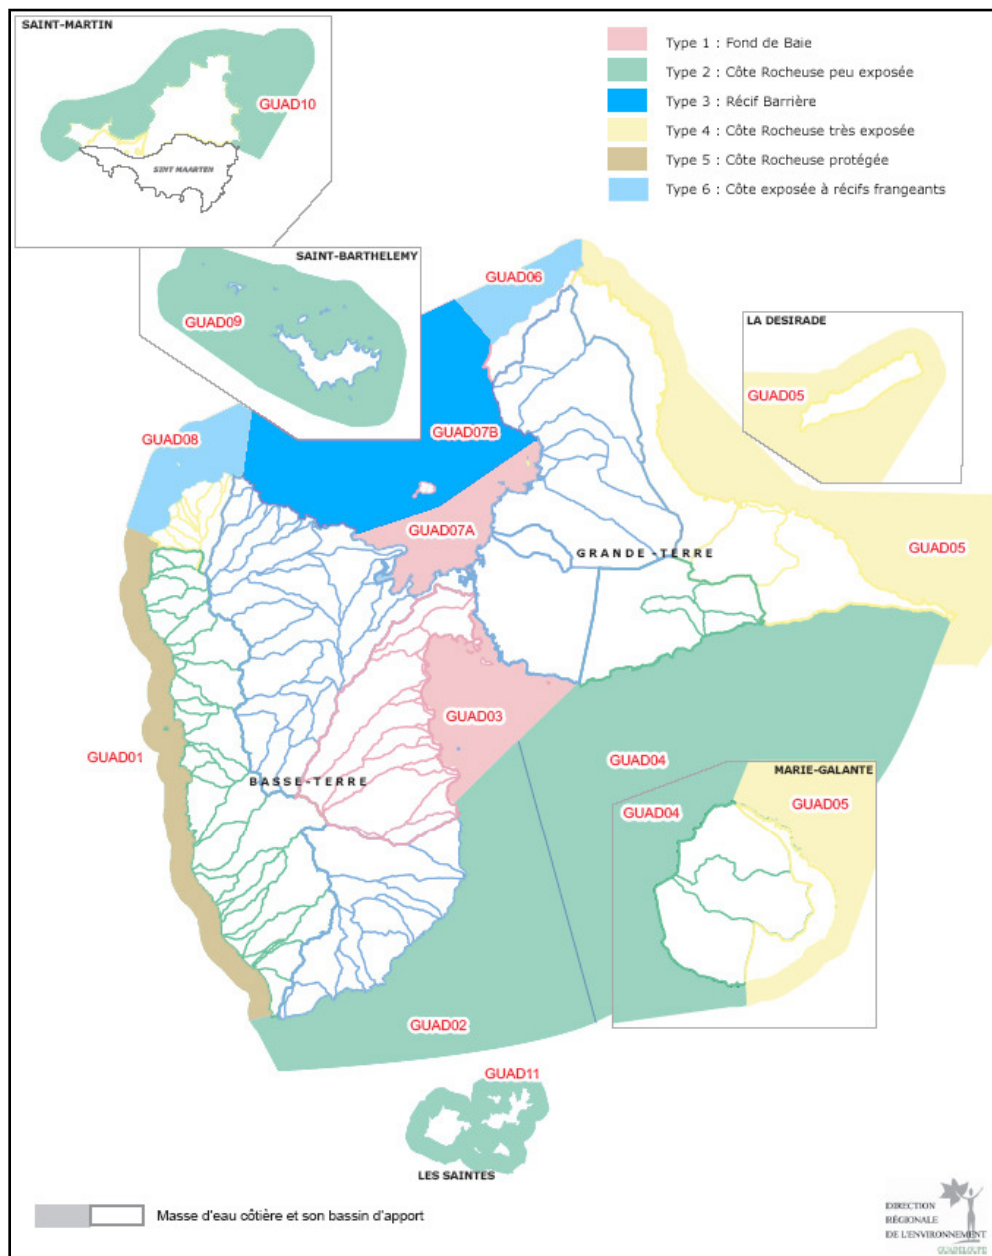 SAINT-MARTIN
GUAD10
SINT MAARTEN
Type 1 : Fond de Baie
Type 2 : Côte Rocheuse peu exposée
Type 3 : Récif Barrière
Type 4 : Côte Rocheuse très exposée
Type 5 : Côte Rocheuse protégée
Type 6 : Côte exposée à récifs frangeants
SAINT-BARTHELEMY
GUAD09
GUAD06
LA DESIRADE
GUAD05
GUAD08
GUAD07B
GUAD07A
GRANDE-TERRE
GUAD05
GUAD03
GUAD01
BASSE-TERRE
GUAD04
MARIE-GALANTE
GUAD04
GUAD05
GUAD02
GUAD11
LES SAINTES
Masse d'eau côtière et son bassin d'apport
DIRECTION
RÉGIONALE
DE L'ENVIRONNEMENT
GUADELOUPE